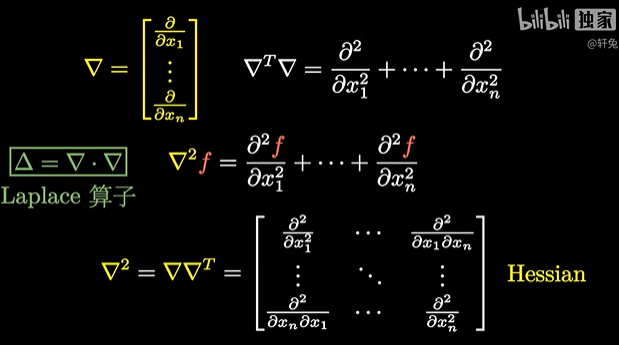 bilibili 独家
@轩兔
∇ = [∂/∂x₁ ⋮ ∂/∂xₙ] ∇ᵀ∇ = ∂²/∂x₁² + ⋯ + ∂²/∂xₙ²
Δ = ∇ · ∇ ∇²f = ∂²f/∂x₁² + ⋯ + ∂²f/∂xₙ²
Laplace 算子
∇² = ∇∇ᵀ = [∂²/∂x₁² ⋯ ∂²/∂x₁∂xₙ ⋮ ⋱ ⋮ ∂²/∂xₙ∂x₁ ⋯ ∂²/∂xₙ²] Hessian